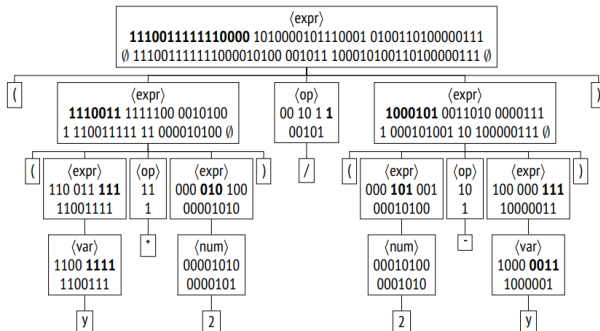 ⟨expr⟩
1110011111110000 1010000101110001 0100110100000111
∅ 1110011111110000010100 001011 1000101001101000000111 ∅
( ⟨expr⟩ ⟨op⟩ ⟨expr⟩ )
1110011 1111100 0010100 00 10 1 1 1000101 0011010 0000111
1 110011111 11 000010100 ∅ 00101 1 000101001 10 100000111 ∅
( ⟨expr⟩ ⟨op⟩ ⟨expr⟩ ) / ( ⟨expr⟩ ⟨op⟩ ⟨expr⟩ )
110 011 111 11 000 010 100 000 101 001 10 100 000 111
11001111 1 00001010 00010100 1 10000011
⟨var⟩ * ⟨num⟩ ⟨num⟩ - ⟨var⟩
1100 1111 00001010 00010100 1000 0011
1100111 0000101 0001010 1000001
y 2 2 y